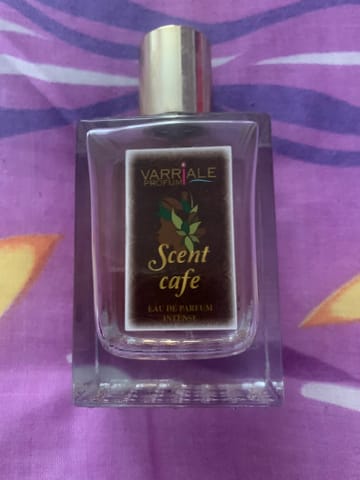 VARRIALE
PROFUMI
Scent
cafe
EAU DE PARFUM
INTENSE